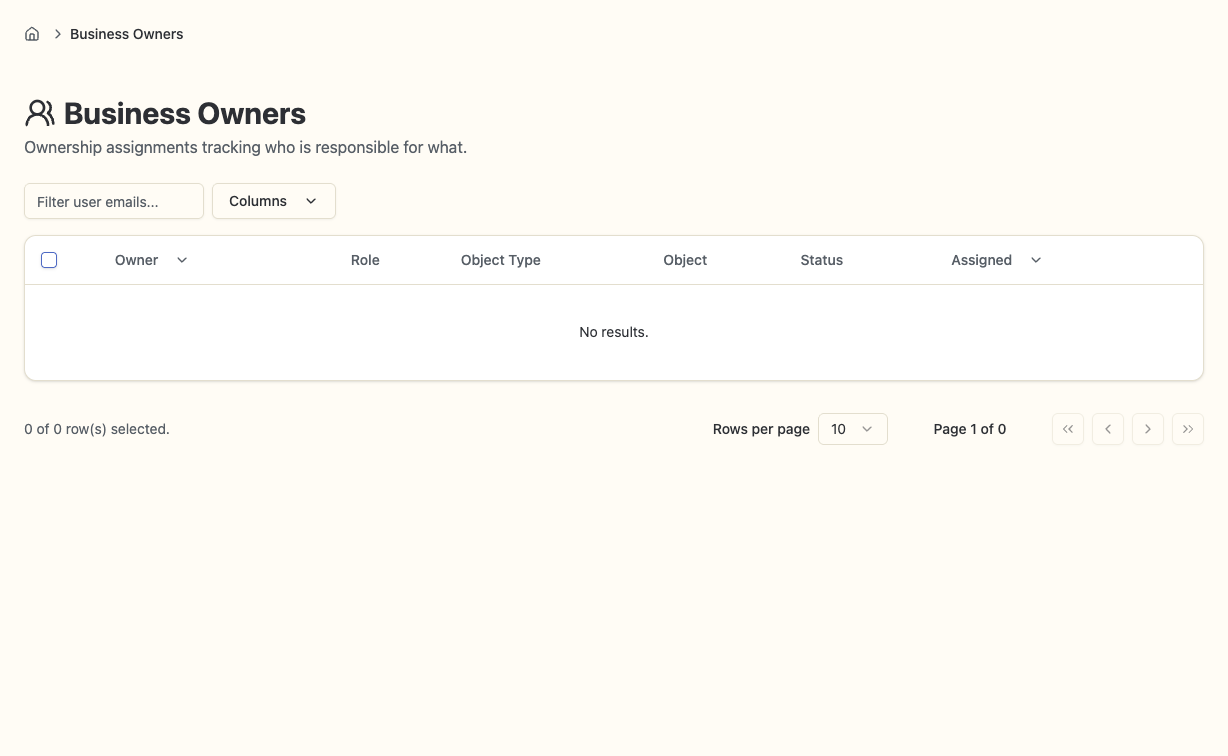 Business Owners
Business Owners
Ownership assignments tracking who is responsible for what.
Filter user emails...
Columns
Owner Role Object Type Object Status Assigned
No results.
0 of 0 row(s) selected.
Rows per page 10 Page 1 of 0